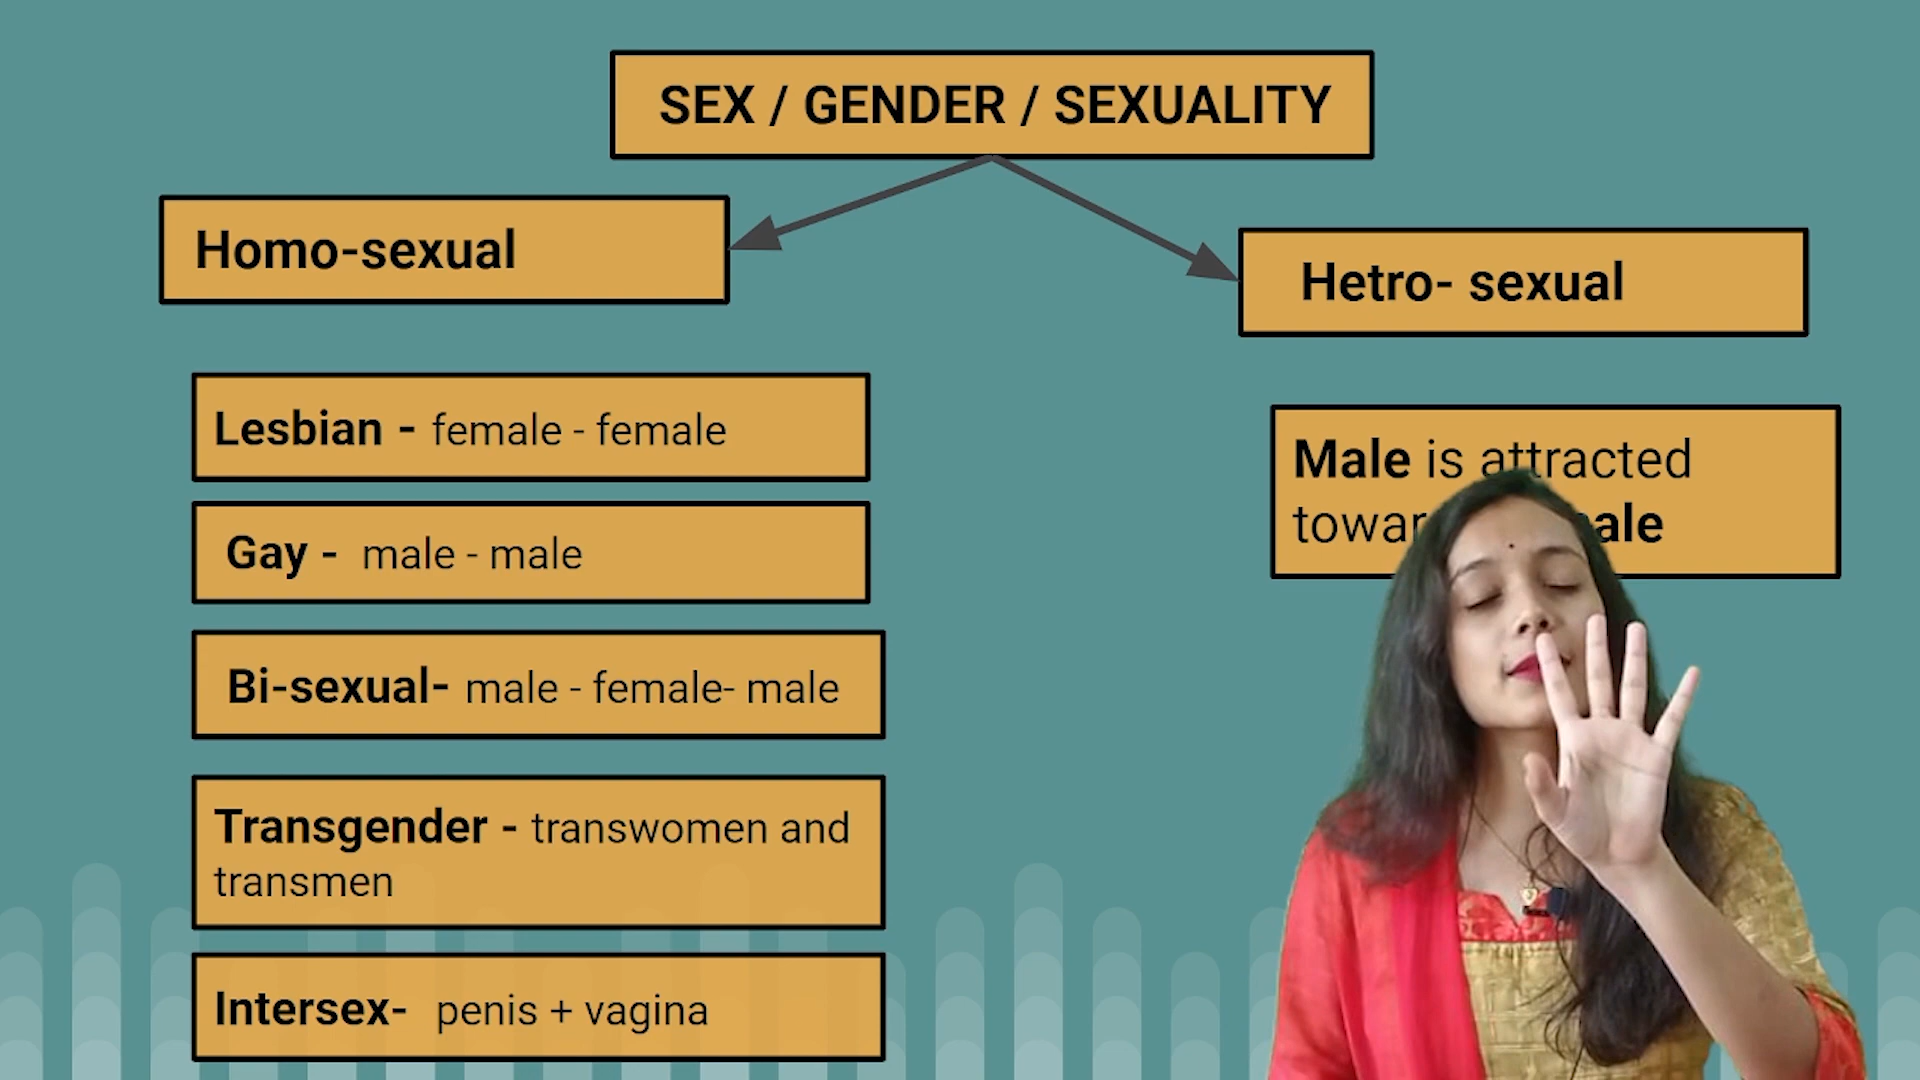 SEX / GENDER / SEXUALITY
Homo-sexual
Hetro- sexual
Lesbian - female - female
Gay - male - male
Bi-sexual- male - female- male
Transgender - transwomen and
transmen
Intersex- penis + vagina
Male is attracted